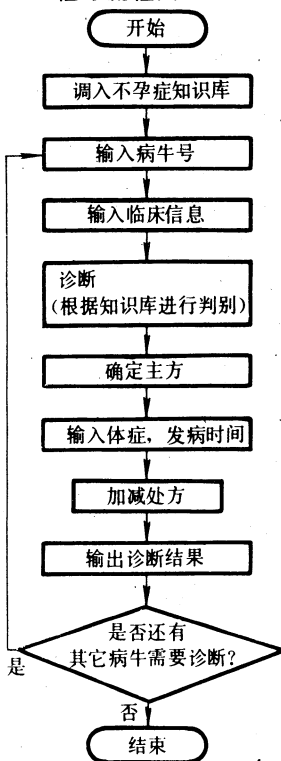 开始
调入不孕症知识库
输入病牛号
输入临床信息
诊断
(根据知识库进行判别)
确定主方
输入体症，发病时间
加减处方
输出诊断结果
是否还有
其它病牛需要诊断?
是
否
结束